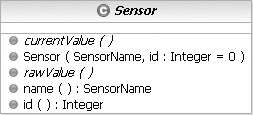 C Sensor
currentValue ( )
Sensor ( SensorName, id : Integer = 0 )
rawValue ( )
name ( ) : SensorName
id ( ) : Integer